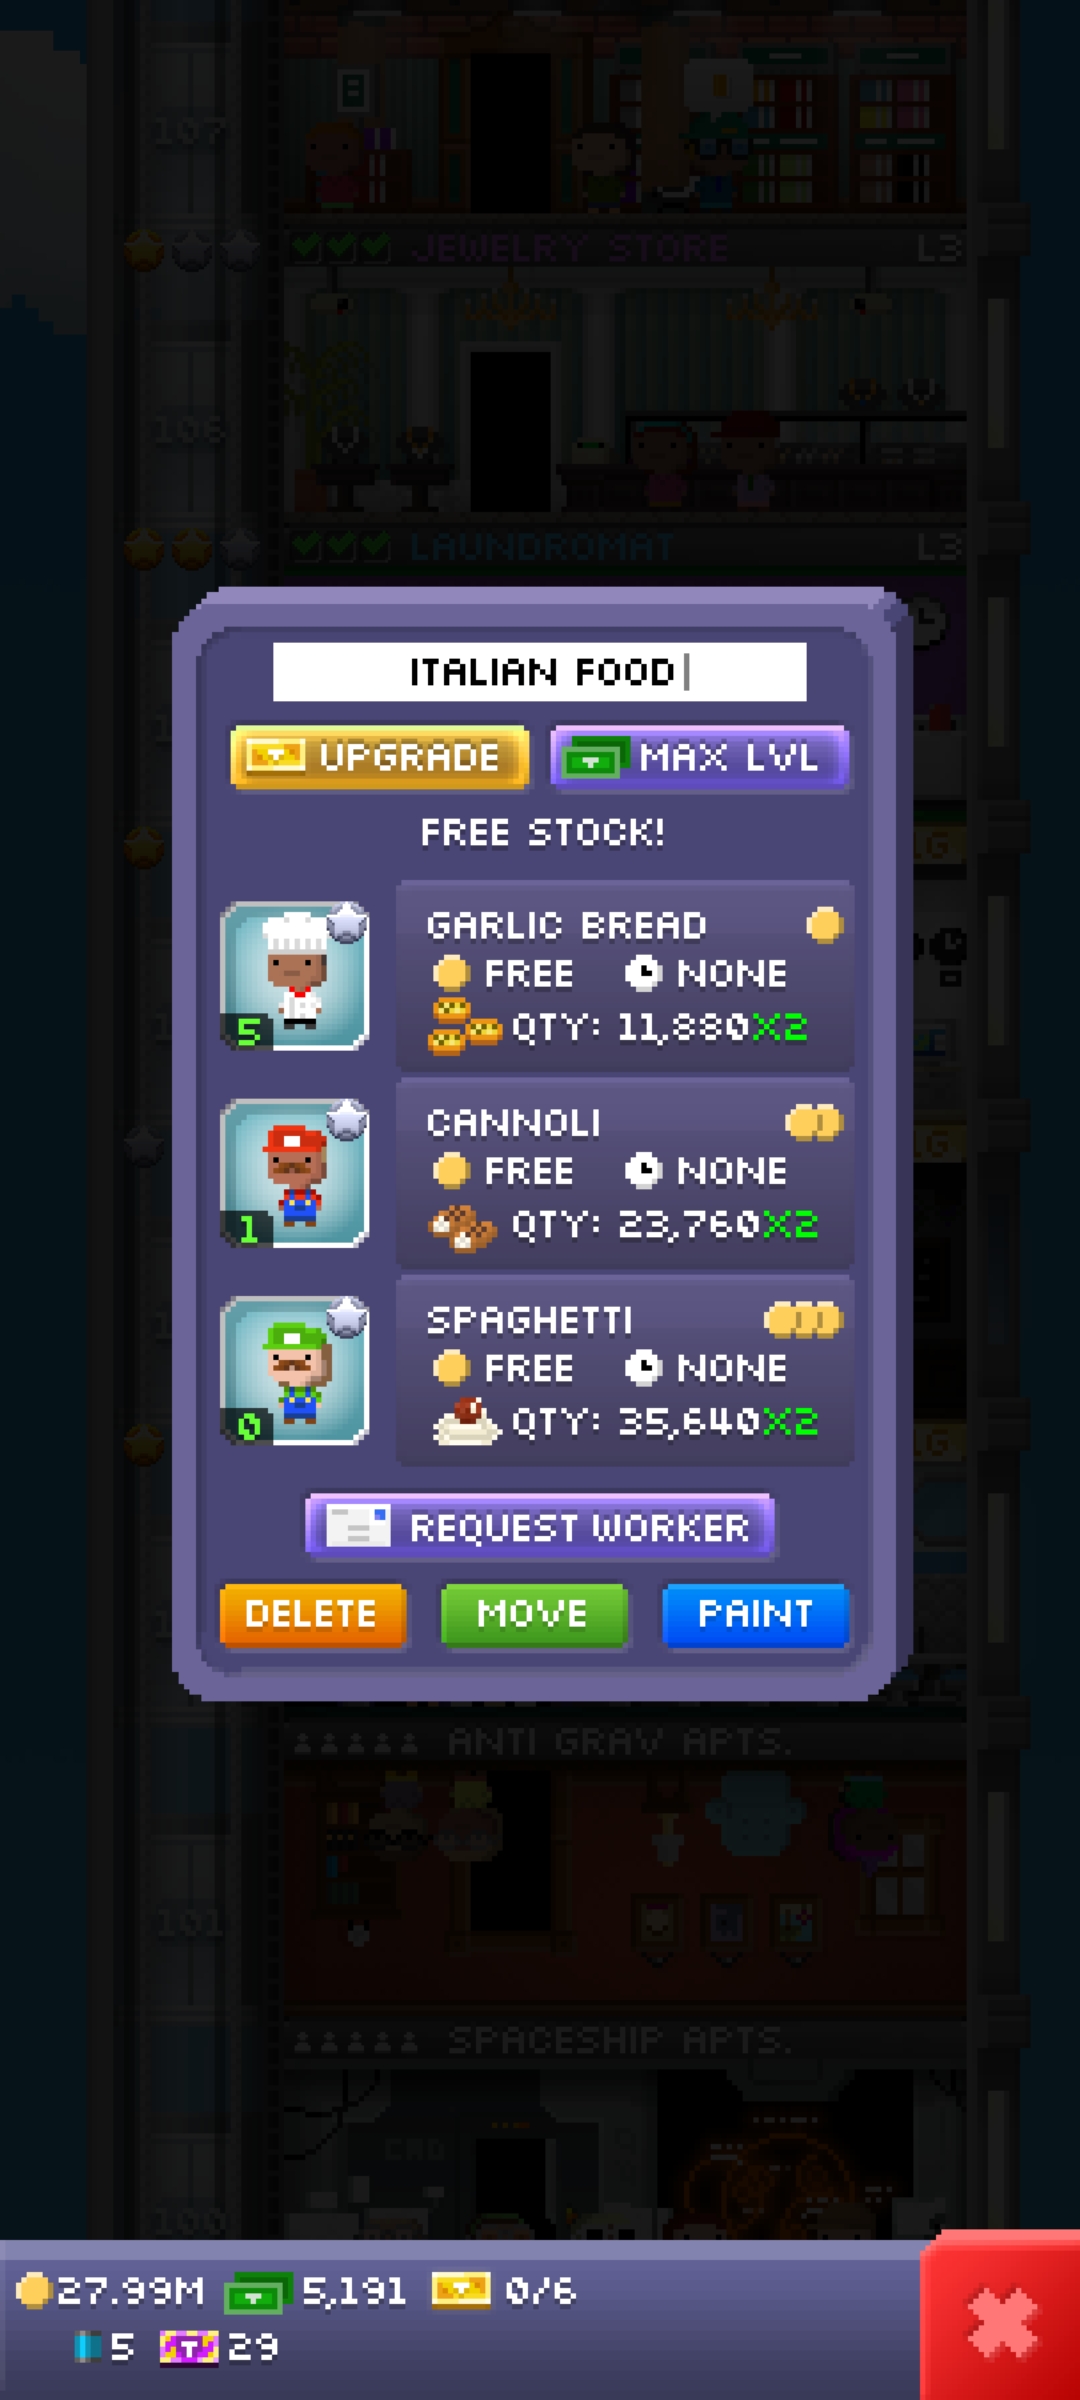 107
JEWELRY STORE L3
106
LAUNDROMAT L3
ITALIAN FOOD
UPGRADE MAX LVL
FREE STOCK!
5
GARLIC BREAD
FREE NONE
QTY: 11,880X2
1
CANNOLI
FREE NONE
QTY: 23,760X2
0
SPAGHETTI
FREE NONE
QTY: 35,640X2
REQUEST WORKER
DELETE MOVE PAINT
ANTI GRAV APTS.
101
SPACESHIP APTS.
100
27.99M 5,191 0/6
5 29